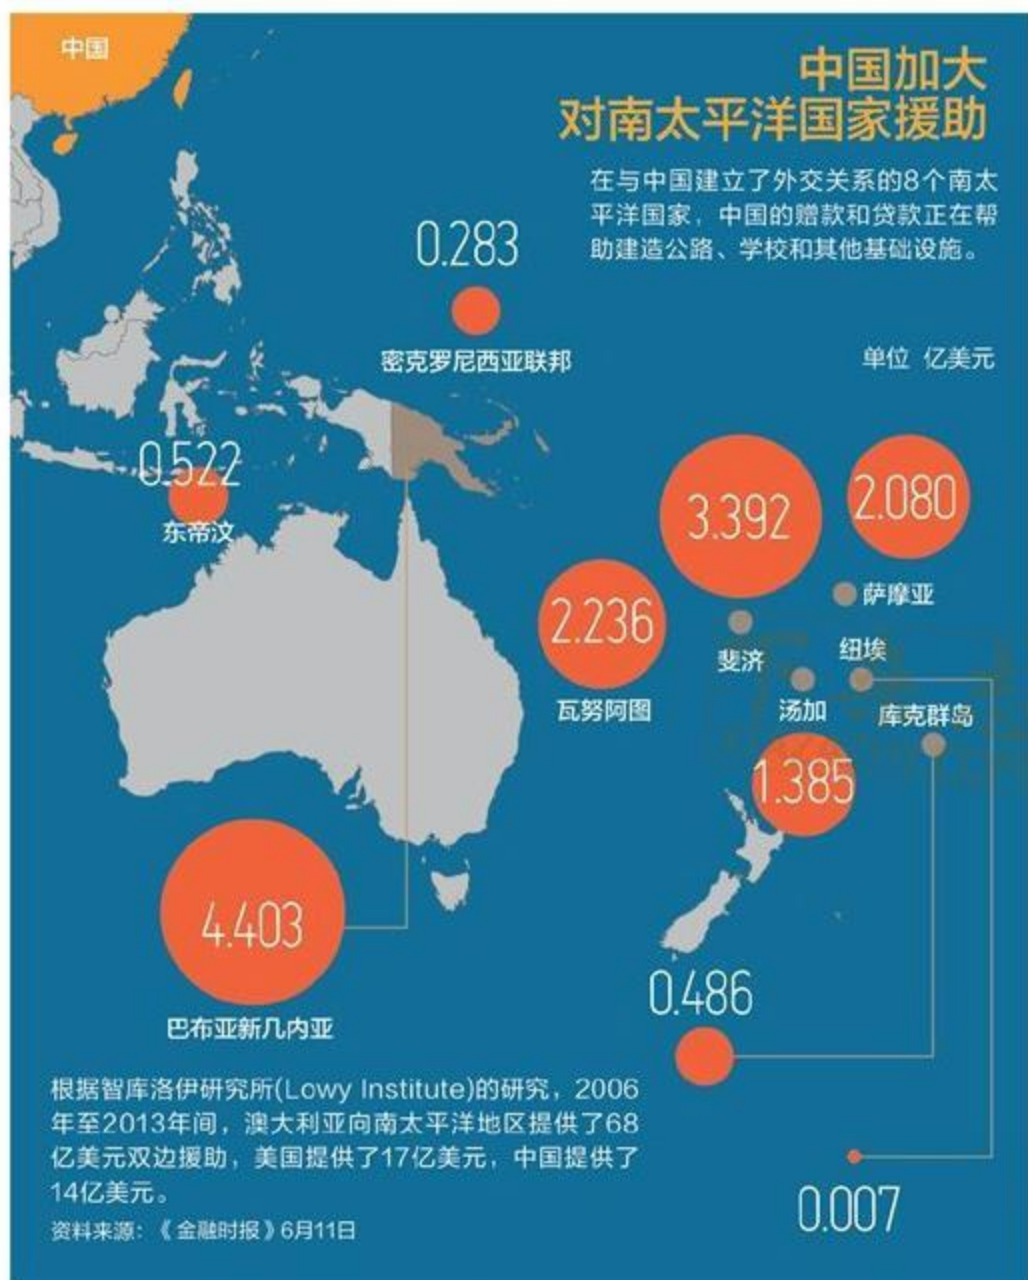 中国
中国加大
对南太平洋国家援助
在与中国建立了外交关系的8个南太
平洋国家，中国的赠款和贷款正在帮
助建造公路、学校和其他基础设施。
单位 亿美元
0.283
密克罗尼西亚联邦
0.522
东帝汶
3.392
斐济
2.080
萨摩亚
2.236
瓦努阿图
纽埃
汤加
1.385
库克群岛
4.403
巴布亚新几内亚
0.486
0.007
根据智库洛伊研究所(Lowy Institute)的研究，2006
年至2013年间，澳大利亚向南太平洋地区提供了68
亿美元双边援助，美国提供了17亿美元，中国提供了
14亿美元。
资料来源：《金融时报》6月11日